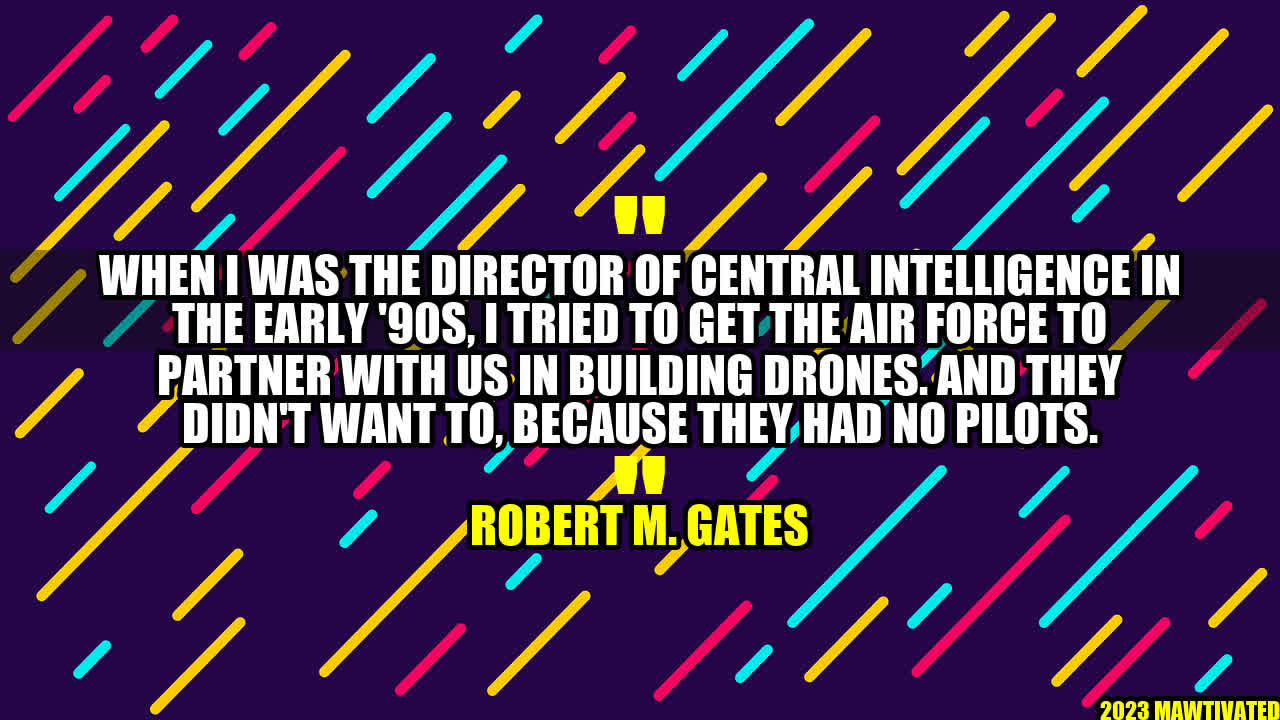 "
WHEN I WAS THE DIRECTOR OF CENTRAL INTELLIGENCE IN
THE EARLY '90S, I TRIED TO GET THE AIR FORCE TO
PARTNER WITH US IN BUILDING DRONES. AND THEY
DIDN'T WANT TO, BECAUSE THEY HAD NO PILOTS.
"
ROBERT M. GATES
2023 MAWTIVATED